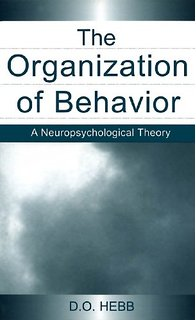 The
Organization
of Behavior
A Neuropsychological Theory
D.O. HEBB